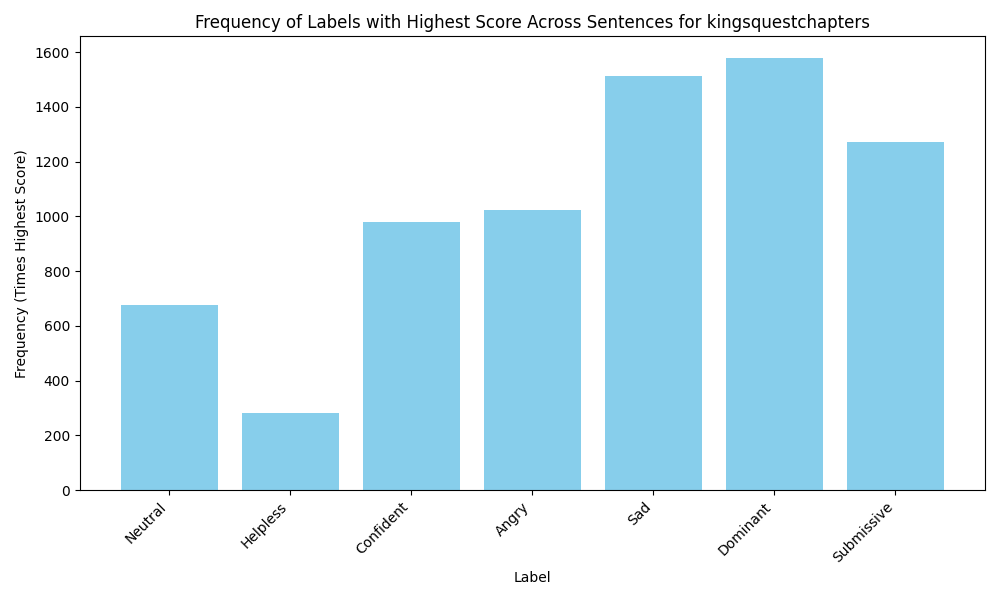 Frequency of Labels with Highest Score Across Sentences for kingsquestchapters
Frequency (Times Highest Score)
1600
1400
1200
1000
800
600
400
200
0
Neutral
Helpless
Confident
Angry
Sad
Dominant
Submissive
Label